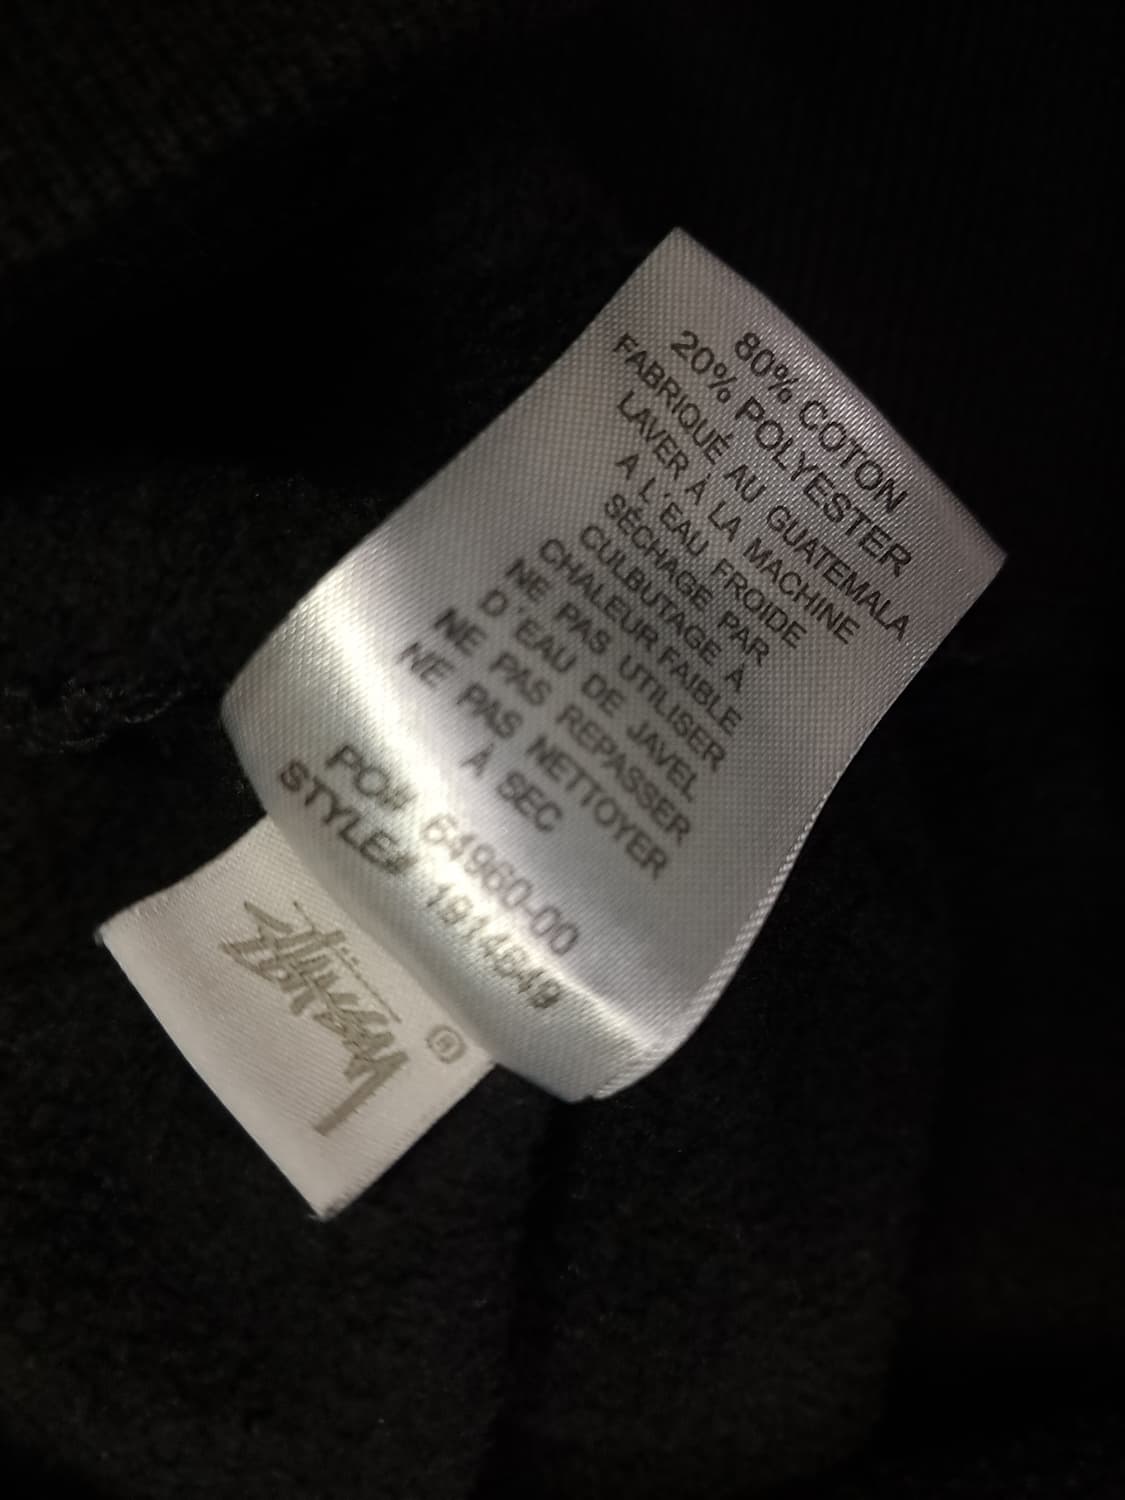 80% COTON
20% POLYESTER
FABRIQUÉ AU GUATEMALA
LAVER À LA MACHINE
A L'EAU FROIDE
SÉCHAGE PAR
CULBUTAGE À
CHALEUR FAIBLE
NE PAS UTILISER
D'EAU DE JAVEL
NE PAS REPASSER
NE PAS NETTOYER
À SEC
PO# 64960-00
STYLE# 1914649
STÜSSY ®